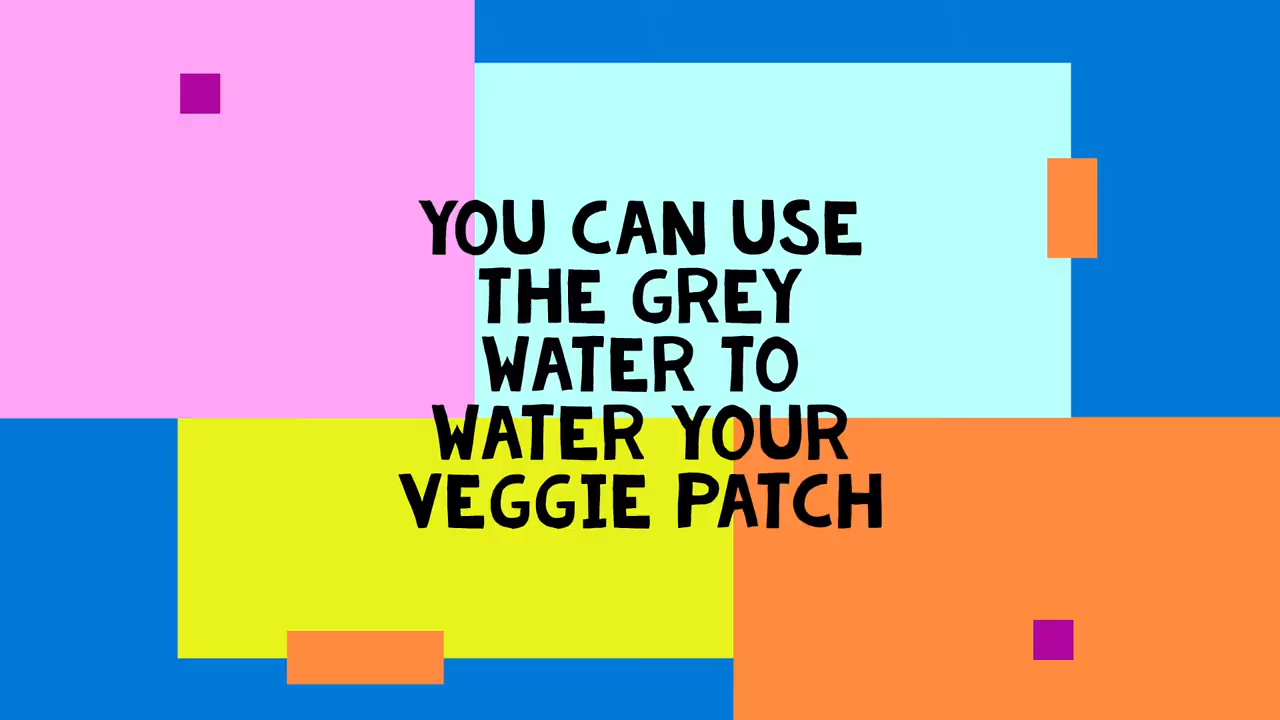 YOU CAN USE
THE GREY
WATER TO
WATER YOUR
VEGGIE PATCH